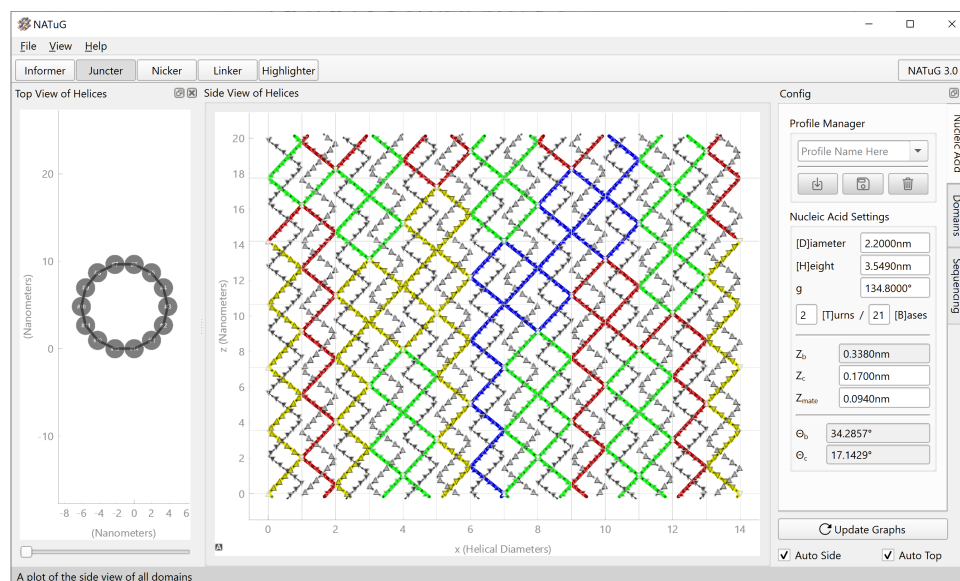 NATuG
File View Help
Informer Juncter Nicker Linker Highlighter NATuG 3.0
Top View of Helices
20
10
0
-10
(Nanometers)
-8 -6 -4 -2 0 2 4 6
(Nanometers)
Side View of Helices
20
18
16
14
12
10
8
6
4
2
0
z (Nanometers)
0 2 4 6 8 10 12 14
x (Helical Diameters)
A
Config
Profile Manager
Profile Name Here
Nucleic Acid Settings
[D]iameter 2.2000nm
[H]eight 3.5490nm
g 134.8000°
2 [T]urns / 21 [B]ases
Zb 0.3380nm
Zc 0.1700nm
Zmate 0.0940nm
Θb 34.2857°
Θc 17.1429°
Update Graphs
Auto Side Auto Top
Nucleic Acid
Domains
Sequencing
A plot of the side view of all domains